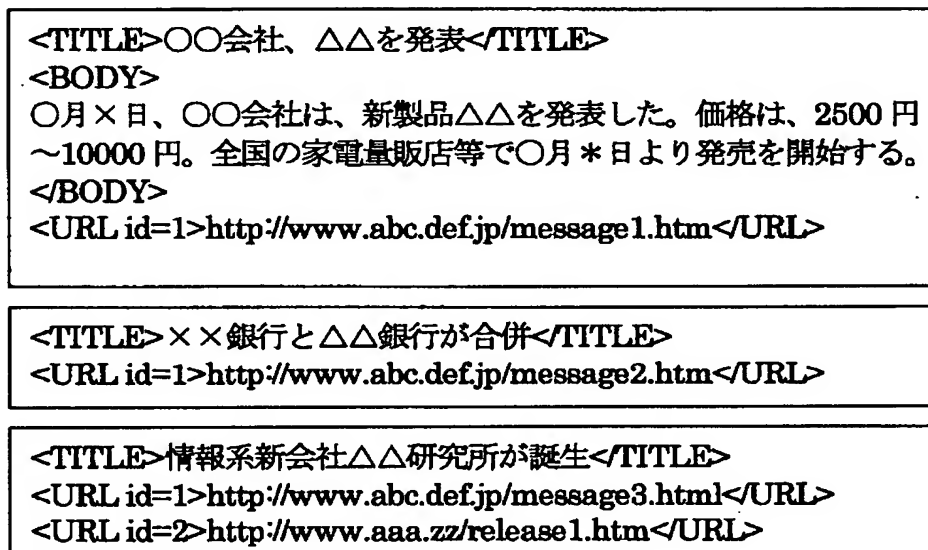 <TITLE>〇〇会社、△△を発表</TITLE>
<BODY>
〇月×日、〇〇会社は、新製品△△を発表した。価格は、2500円
～10000円。全国の家電量販店等で〇月＊日より発売を開始する。
</BODY>
<URL id=1>http://www.abc.def.jp/message1.htm</URL>
<TITLE>××銀行と△△銀行が合併</TITLE>
<URL id=1>http://www.abc.def.jp/message2.htm</URL>
<TITLE>情報系新会社△△研究所が誕生</TITLE>
<URL id=1>http://www.abc.def.jp/message3.html</URL>
<URL id=2>http://www.aaa.zz/release1.htm</URL>